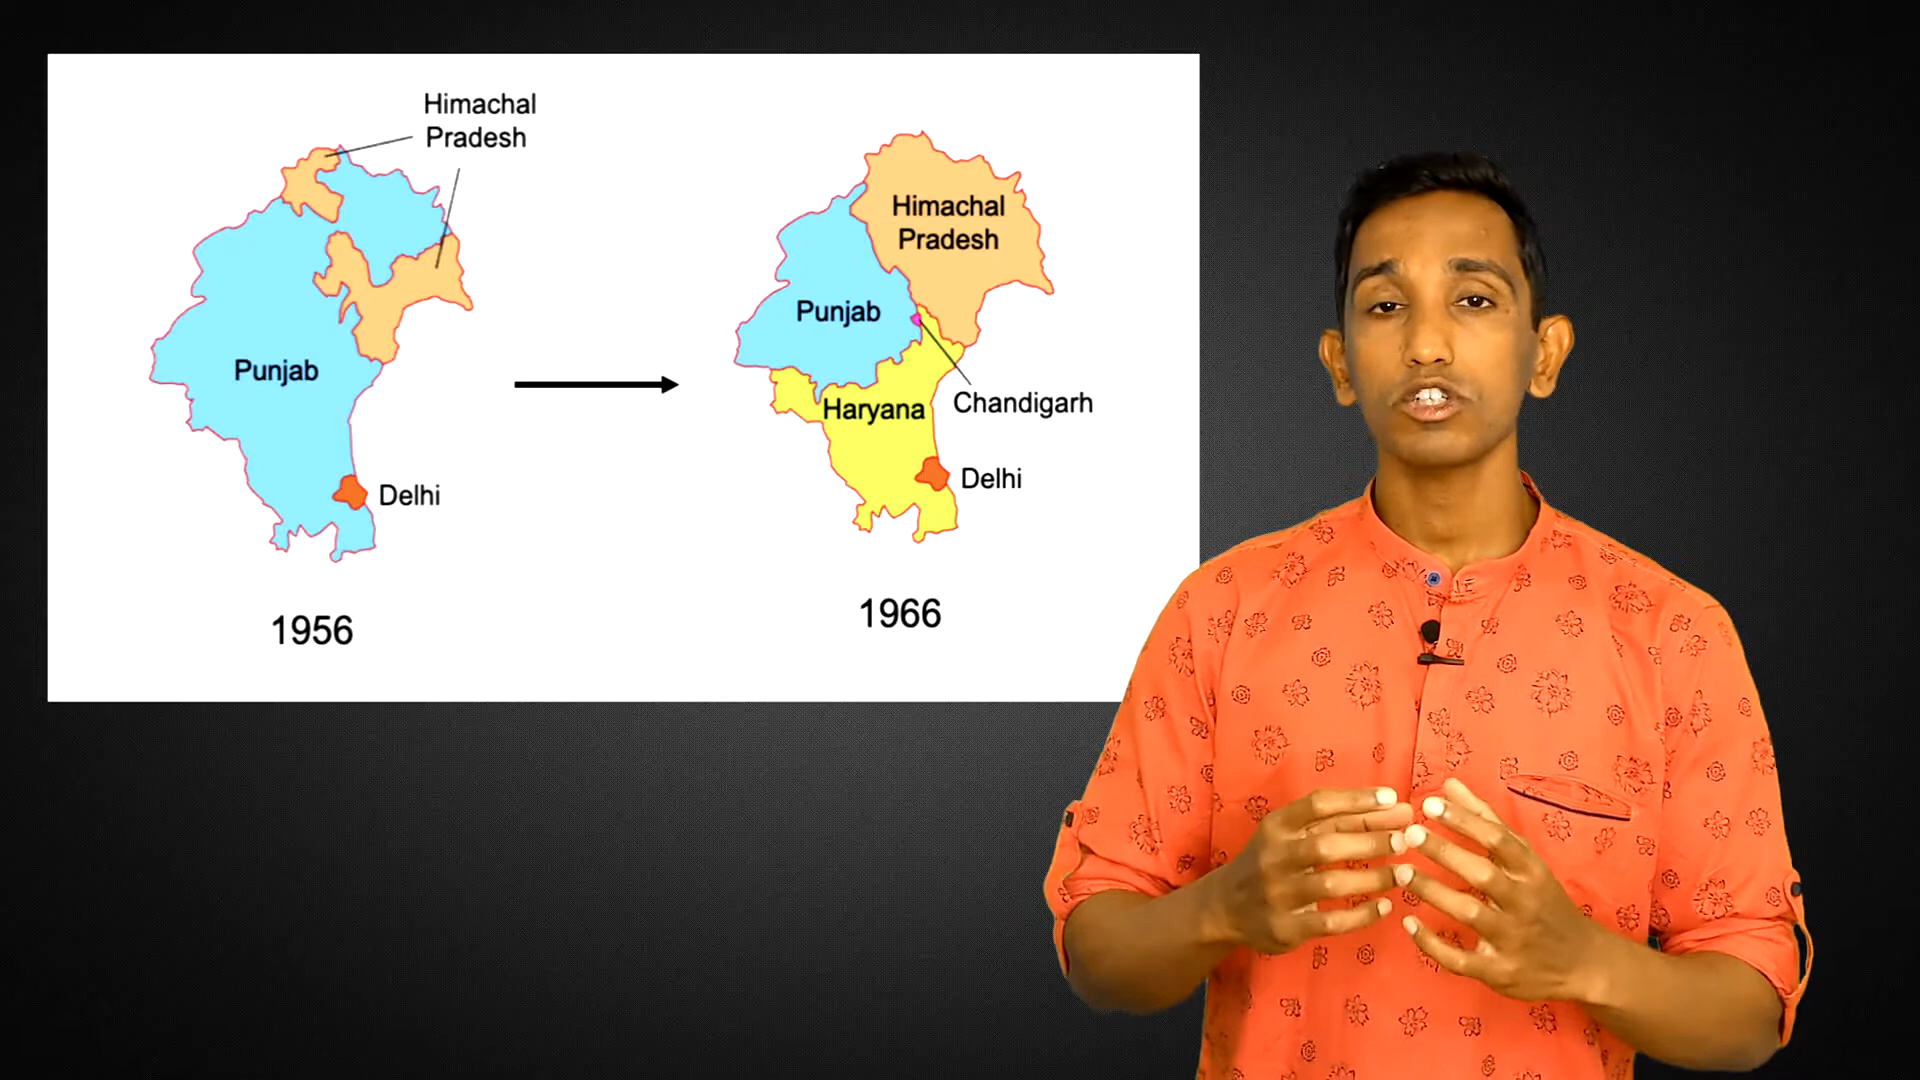 Himachal
Pradesh
Punjab
Delhi
1956
Himachal
Pradesh
Punjab
Haryana
Chandigarh
Delhi
1966